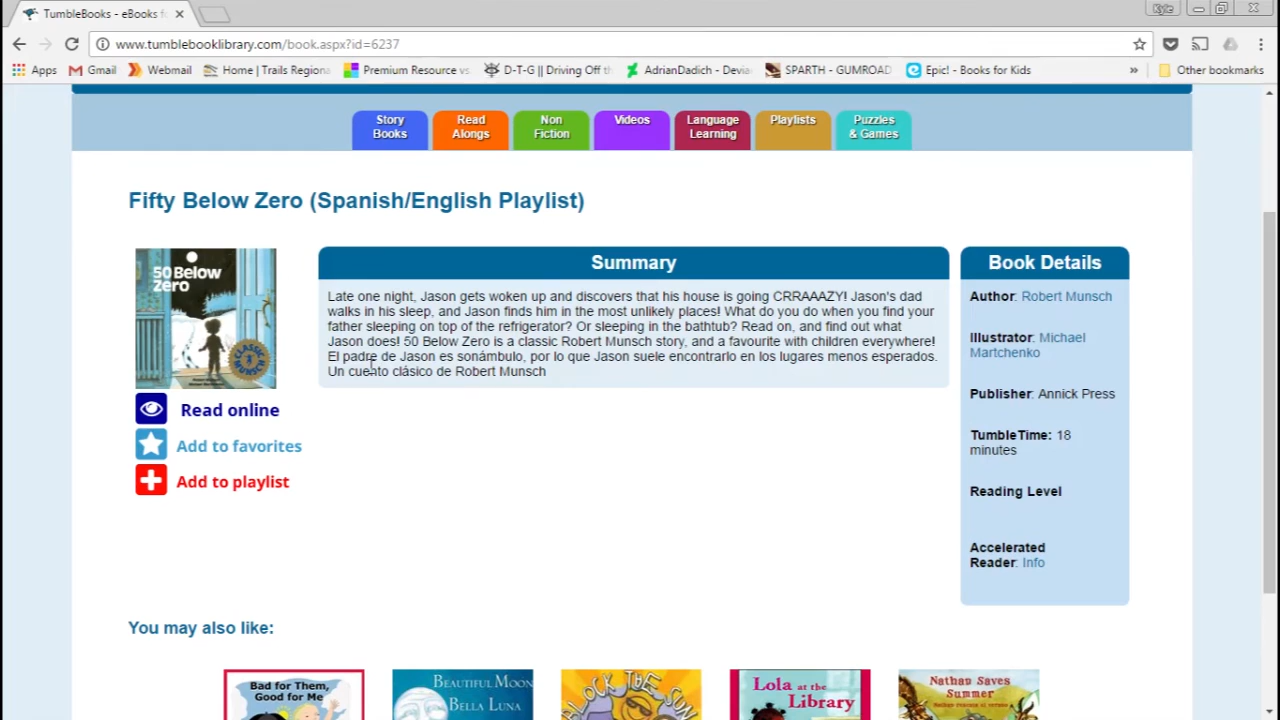 TumbleBooks - eBooks f
Kyle
www.tumblebooklibrary.com/book.aspx?id=6237
Apps Gmail Webmail Home | Trails Regiona Premium Resource vs D-T-G || Driving Off th AdrianDadich - Devia SPARTH - GUMROAD Epic! - Books for Kids » Other bookmarks
Story Read Non Videos Language Playlists Puzzles
Books Alongs Fiction Learning & Games
Fifty Below Zero (Spanish/English Playlist)
50 Below
Zero
CLASSIC
MUNSCH
Read online
Add to favorites
Add to playlist
Summary
Late one night, Jason gets woken up and discovers that his house is going CRRAAAZY! Jason's dad
walks in his sleep, and Jason finds him in the most unlikely places! What do you do when you find your
father sleeping on top of the refrigerator? Or sleeping in the bathtub? Read on, and find out what
Jason does! 50 Below Zero is a classic Robert Munsch story, and a favourite with children everywhere!
El padre de Jason es sonámbulo, por lo que Jason suele encontrarlo en los lugares menos esperados.
Un cuento clásico de Robert Munsch
Book Details
Author: Robert Munsch
Illustrator: Michael
Martchenko
Publisher: Annick Press
TumbleTime: 18
minutes
Reading Level
Accelerated
Reader: Info
You may also like:
Bad for Them,
Good for Me
BEAUTIFUL MOON
BELLA LUNA
BLOCK THE SUN
Lola at the
Library
Nathan Saves
Summer